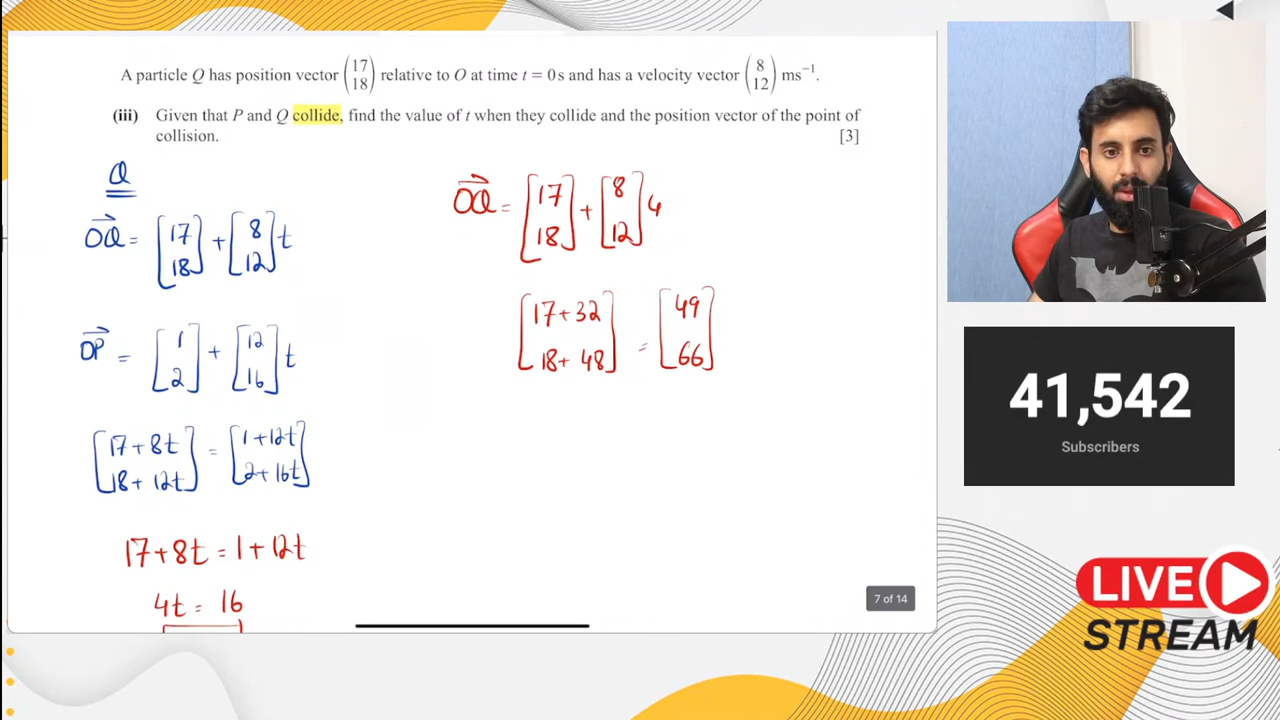 A particle Q has position vector (17 18) relative to O at time t = 0 s and has a velocity vector (8 12) ms⁻¹.
(iii) Given that P and Q collide, find the value of t when they collide and the position vector of the point of
collision. [3]
Q
OQ = [17 18] + [8 12] t
OP = [1 2] + [12 16] t
[17 + 8t 18 + 12t] = [1 + 12t 2 + 16t]
17 + 8t = 1 + 12t
4t = 16
OQ = [17 18] + [8 12] 4
[17 + 32 18 + 48] = [49 66]
7 of 14
41,542
Subscribers
LIVE
STREAM